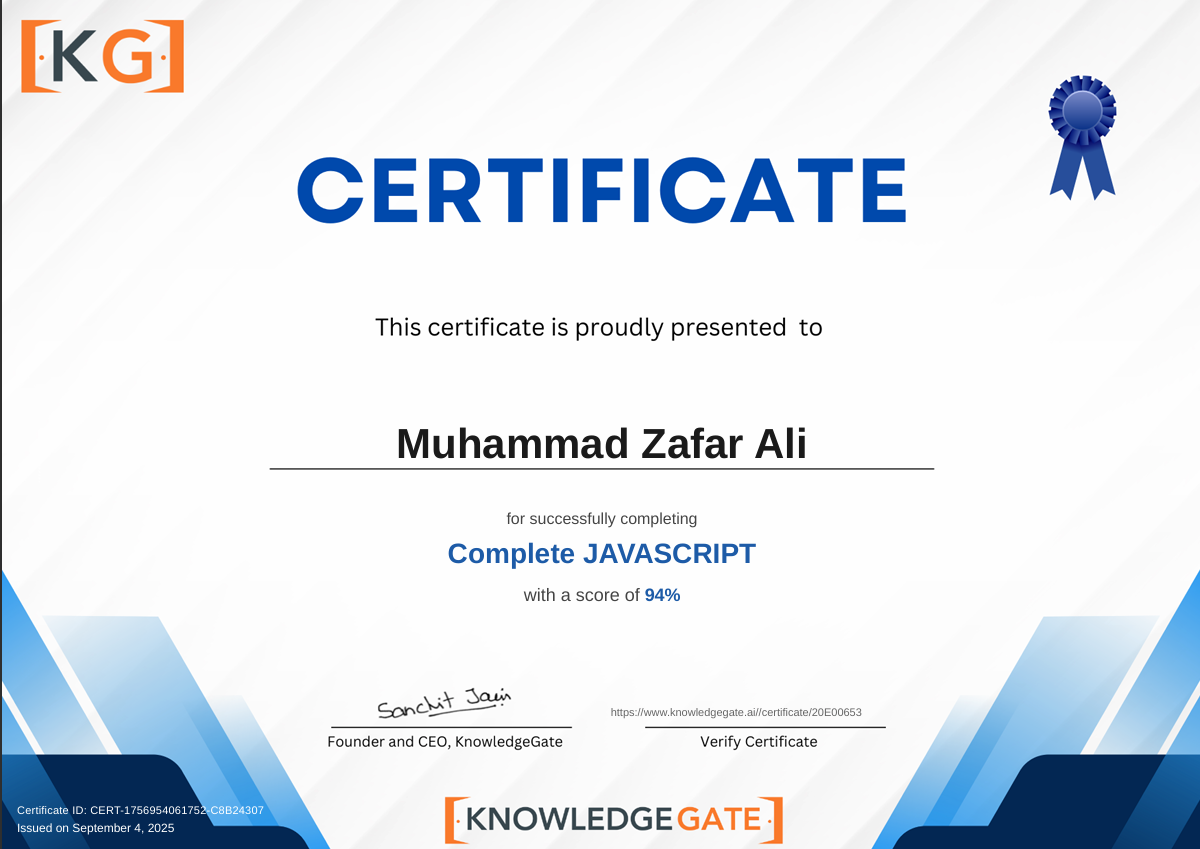 [KG]
CERTIFICATE
This certificate is proudly presented to
Muhammad Zafar Ali
for successfully completing
Complete JAVASCRIPT
with a score of 94%
Sanchit Jain
https://www.knowledgegate.ai//certificate/20E00653
Founder and CEO, KnowledgeGate
Verify Certificate
Certificate ID: CERT-1756954061752-C8B24307
Issued on September 4, 2025
[KNOWLEDGE GATE]